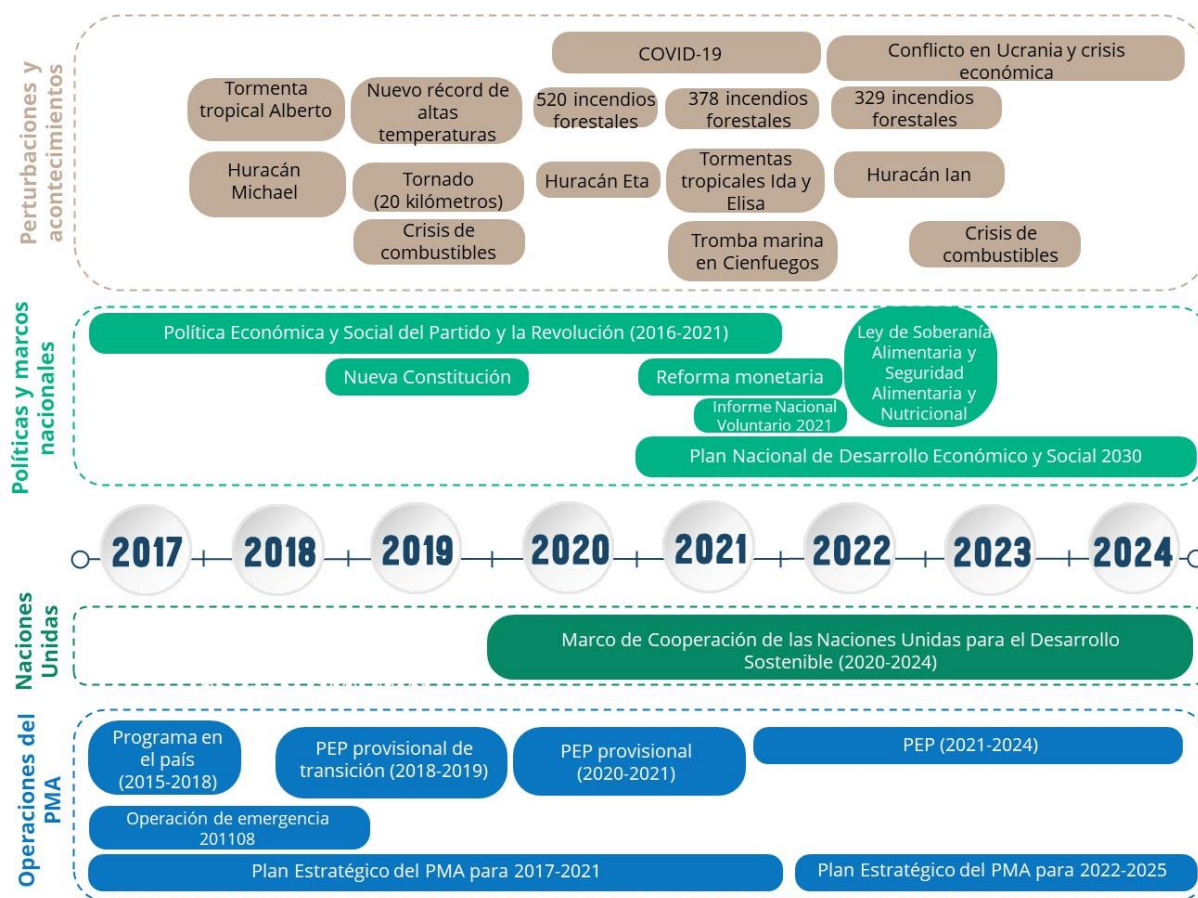 Perturbaciones y
acontecimientos
COVID-19
Conflicto en Ucrania y crisis
económica
Tormenta
tropical Alberto
Nuevo récord de
altas
temperaturas
520 incendios
forestales
378 incendios
forestales
329 incendios
forestales
Huracán
Michael
Tornado
(20 kilómetros)
Huracán Eta
Tormentas
tropicales Ida y
Elisa
Huracán Ian
Crisis de
combustibles
Tromba marina
en Cienfuegos
Crisis de
combustibles
Políticas y marcos
nacionales
Política Económica y Social del Partido y la Revolución (2016-2021)
Ley de Soberanía
Alimentaria y
Seguridad
Alimentaria y
Nutricional
Nueva Constitución
Reforma monetaria
Informe Nacional
Voluntario 2021
Plan Nacional de Desarrollo Económico y Social 2030
2017
2018
2019
2020
2021
2022
2023
2024
Naciones
Unidas
Marco de Cooperación de las Naciones Unidas para el Desarrollo
Sostenible (2020-2024)
Operaciones del
PMA
Programa en
el país
(2015-2018)
PEP provisional de
transición (2018-2019)
PEP provisional
(2020-2021)
PEP (2021-2024)
Operación de emergencia
201108
Plan Estratégico del PMA para 2017-2021
Plan Estratégico del PMA para 2022-2025